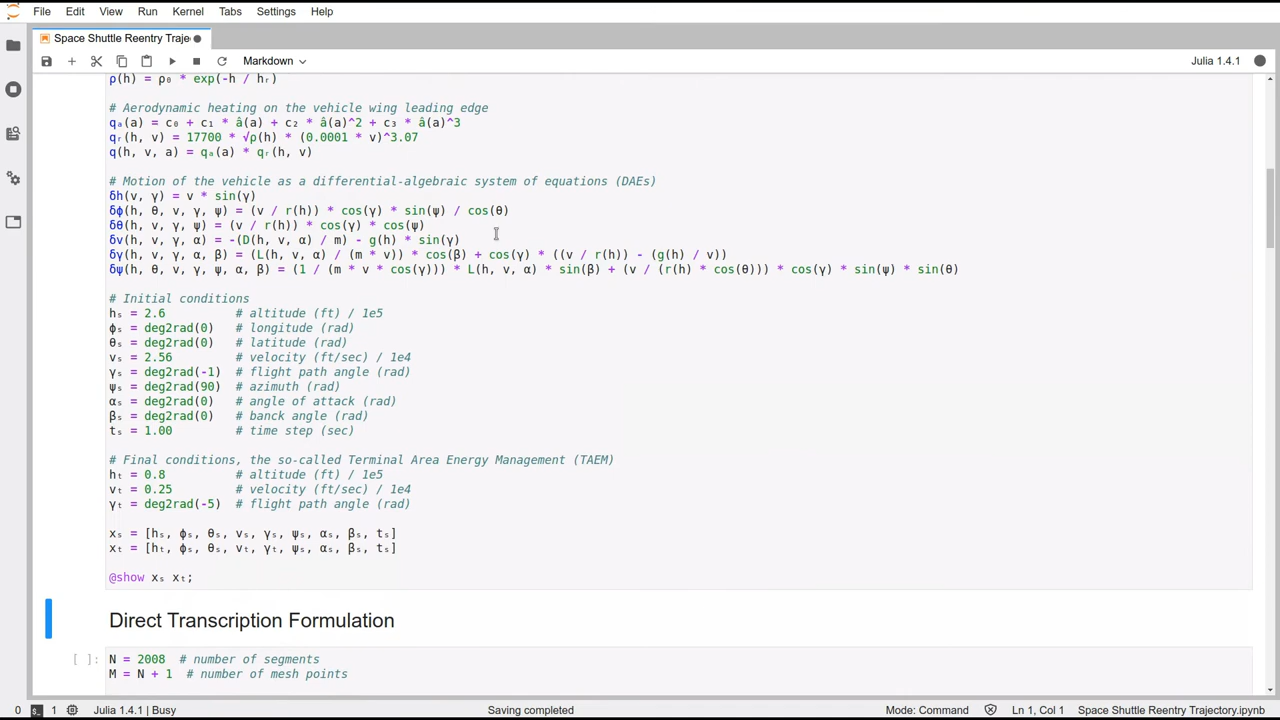 File Edit View Run Kernel Tabs Settings Help
Space Shuttle Reentry Traje
Markdown
Julia 1.4.1
ρ(h) = ρ₀ * exp(-h / hᵣ)
# Aerodynamic heating on the vehicle wing leading edge
qₐ(a) = c₀ + c₁ * â(a) + c₂ * â(a)^2 + c₃ * â(a)^3
qᵣ(h, v) = 17700 * √ρ(h) * (0.0001 * v)^3.07
q(h, v, a) = qₐ(a) * qᵣ(h, v)
# Motion of the vehicle as a differential-algebraic system of equations (DAEs)
δh(v, γ) = v * sin(γ)
δϕ(h, θ, v, γ, ψ) = (v / r(h)) * cos(γ) * sin(ψ) / cos(θ)
δθ(h, v, γ, ψ) = (v / r(h)) * cos(γ) * cos(ψ)
δv(h, v, γ, α) = -(D(h, v, α) / m) - g(h) * sin(γ)
δγ(h, v, γ, α, β) = (L(h, v, α) / (m * v)) * cos(β) + cos(γ) * ((v / r(h)) - (g(h) / v))
δψ(h, θ, v, γ, ψ, α, β) = (1 / (m * v * cos(γ))) * L(h, v, α) * sin(β) + (v / (r(h) * cos(θ))) * cos(γ) * sin(ψ) * sin(θ)
# Initial conditions
hₛ = 2.6 # altitude (ft) / 1e5
ϕₛ = deg2rad(0) # longitude (rad)
θₛ = deg2rad(0) # latitude (rad)
vₛ = 2.56 # velocity (ft/sec) / 1e4
γₛ = deg2rad(-1) # flight path angle (rad)
ψₛ = deg2rad(90) # azimuth (rad)
αₛ = deg2rad(0) # angle of attack (rad)
βₛ = deg2rad(0) # banck angle (rad)
tₛ = 1.00 # time step (sec)
# Final conditions, the so-called Terminal Area Energy Management (TAEM)
hₜ = 0.8 # altitude (ft) / 1e5
vₜ = 0.25 # velocity (ft/sec) / 1e4
γₜ = deg2rad(-5) # flight path angle (rad)
xₛ = [hₛ, ϕₛ, θₛ, vₛ, γₛ, ψₛ, αₛ, βₛ, tₛ]
xₜ = [hₜ, ϕₛ, θₛ, vₜ, γₜ, ψₛ, αₛ, βₛ, tₛ]
@show xₛ xₜ;
Direct Transcription Formulation
[ ]: N = 2008 # number of segments
M = N + 1 # number of mesh points
0 $_ 1 Julia 1.4.1 | Busy Saving completed Mode: Command Ln 1, Col 1 Space Shuttle Reentry Trajectory.ipynb